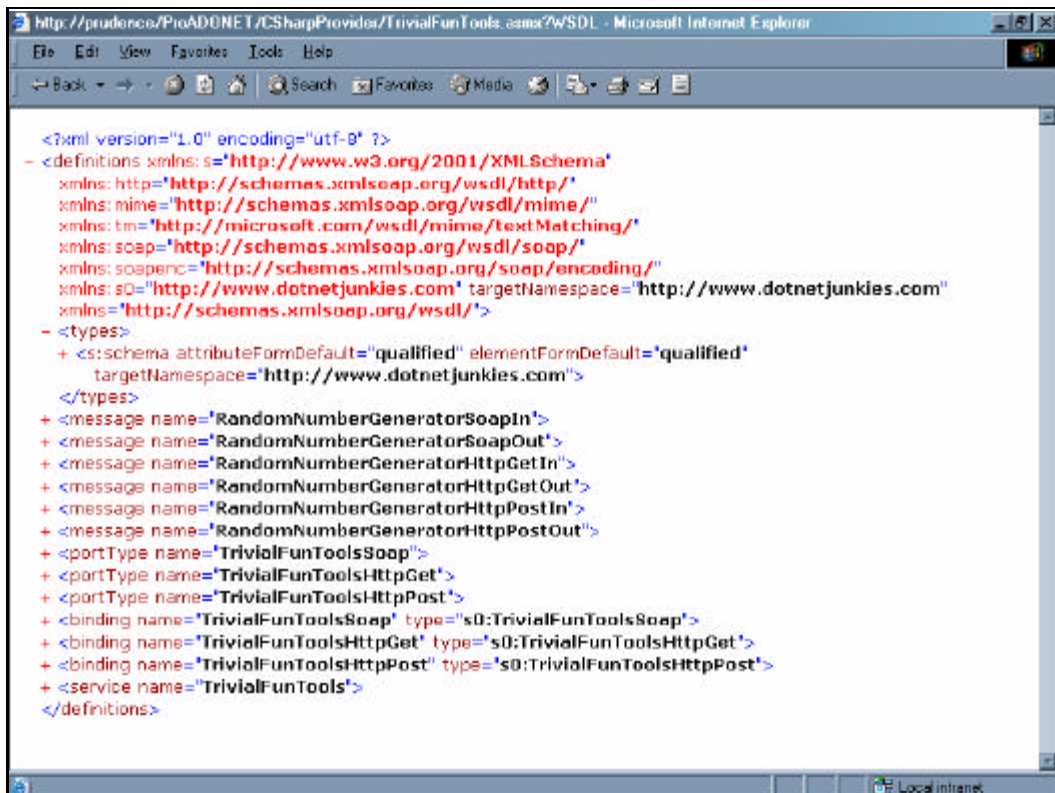 http://prudence/ProADONET/CSharpProvider/TrivialFunTools.asmx?WSDL - Microsoft Internet Explorer
File Edit View Favorites Tools Help
Back Search Favorites Media
<?xml version="1.0" encoding="utf-8" ?>
- <definitions xmlns:s="http://www.w3.org/2001/XMLSchema"
xmlns:http="http://schemas.xmlsoap.org/wsdl/http/"
xmlns:mime="http://schemas.xmlsoap.org/wsdl/mime/"
xmlns:tm="http://microsoft.com/wsdl/mime/textMatching/"
xmlns:soap="http://schemas.xmlsoap.org/wsdl/soap/"
xmlns:soapenc="http://schemas.xmlsoap.org/soap/encoding/"
xmlns:s0="http://www.dotnetjunkies.com" targetNamespace="http://www.dotnetjunkies.com"
xmlns="http://schemas.xmlsoap.org/wsdl/">
- <types>
+ <s:schema attributeFormDefault="qualified" elementFormDefault="qualified"
targetNamespace="http://www.dotnetjunkies.com">
</types>
+ <message name="RandomNumberGeneratorSoapIn">
+ <message name="RandomNumberGeneratorSoapOut">
+ <message name="RandomNumberGeneratorHttpGetIn">
+ <message name="RandomNumberGeneratorHttpGetOut">
+ <message name="RandomNumberGeneratorHttpPostIn">
+ <message name="RandomNumberGeneratorHttpPostOut">
+ <portType name="TrivialFunToolsSoap">
+ <portType name="TrivialFunToolsHttpGet">
+ <portType name="TrivialFunToolsHttpPost">
+ <binding name="TrivialFunToolsSoap" type="s0:TrivialFunToolsSoap">
+ <binding name="TrivialFunToolsHttpGet" type="s0:TrivialFunToolsHttpGet">
+ <binding name="TrivialFunToolsHttpPost" type="s0:TrivialFunToolsHttpPost">
+ <service name="TrivialFunTools">
</definitions>
Local intranet